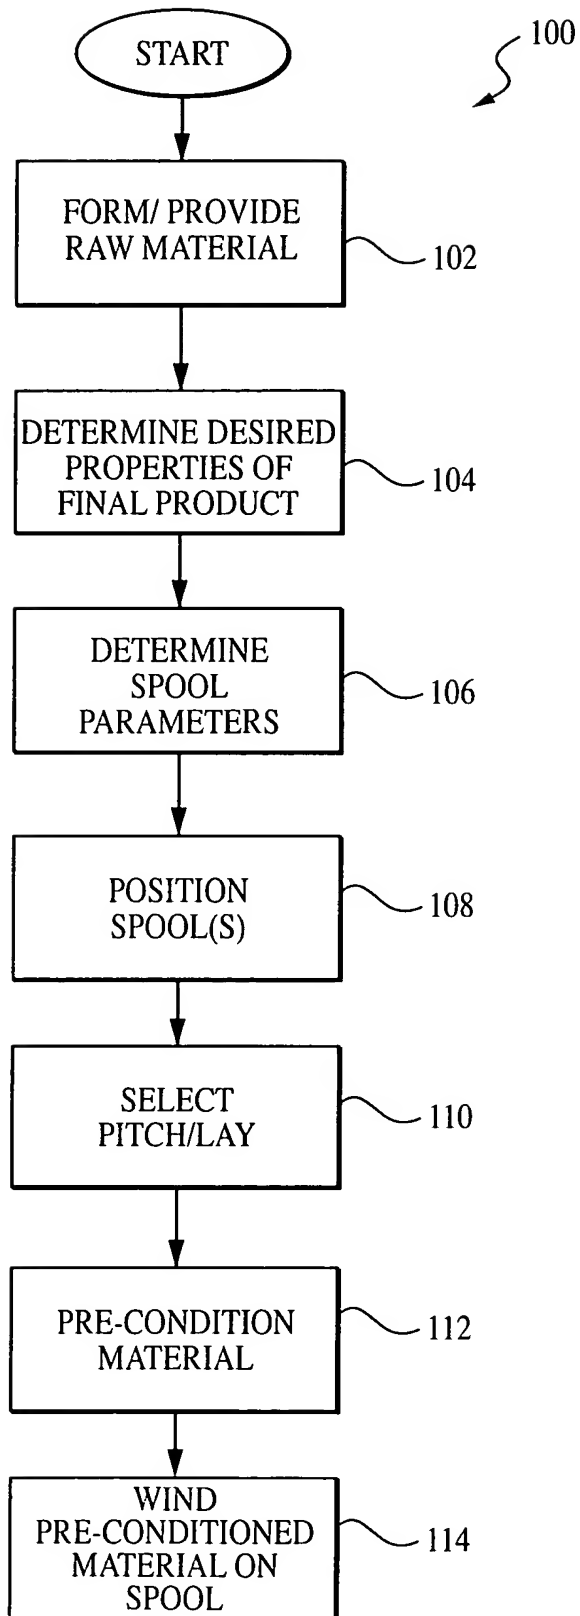 START
100
FORM/ PROVIDE
RAW MATERIAL
102
DETERMINE DESIRED
PROPERTIES OF
FINAL PRODUCT
104
DETERMINE
SPOOL
PARAMETERS
106
POSITION
SPOOL(S)
108
SELECT
PITCH/LAY
110
PRE-CONDITION
MATERIAL
112
WIND
PRE-CONDITIONED
MATERIAL ON
SPOOL
114